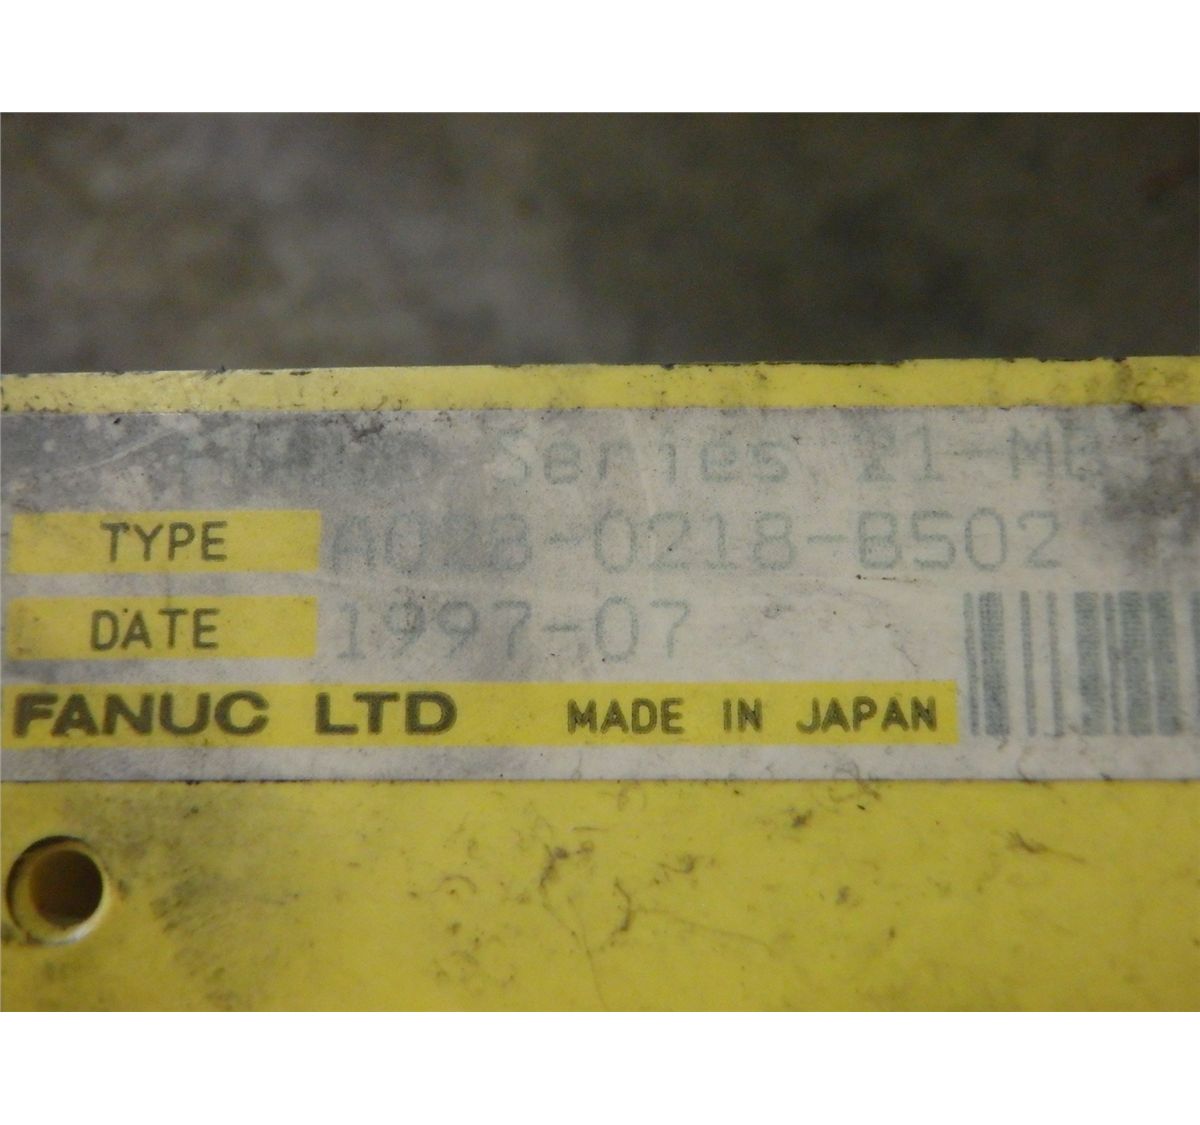 Series 21-MB
TYPE A02B-0218-B502
DATE 1997-07
FANUC LTD MADE IN JAPAN